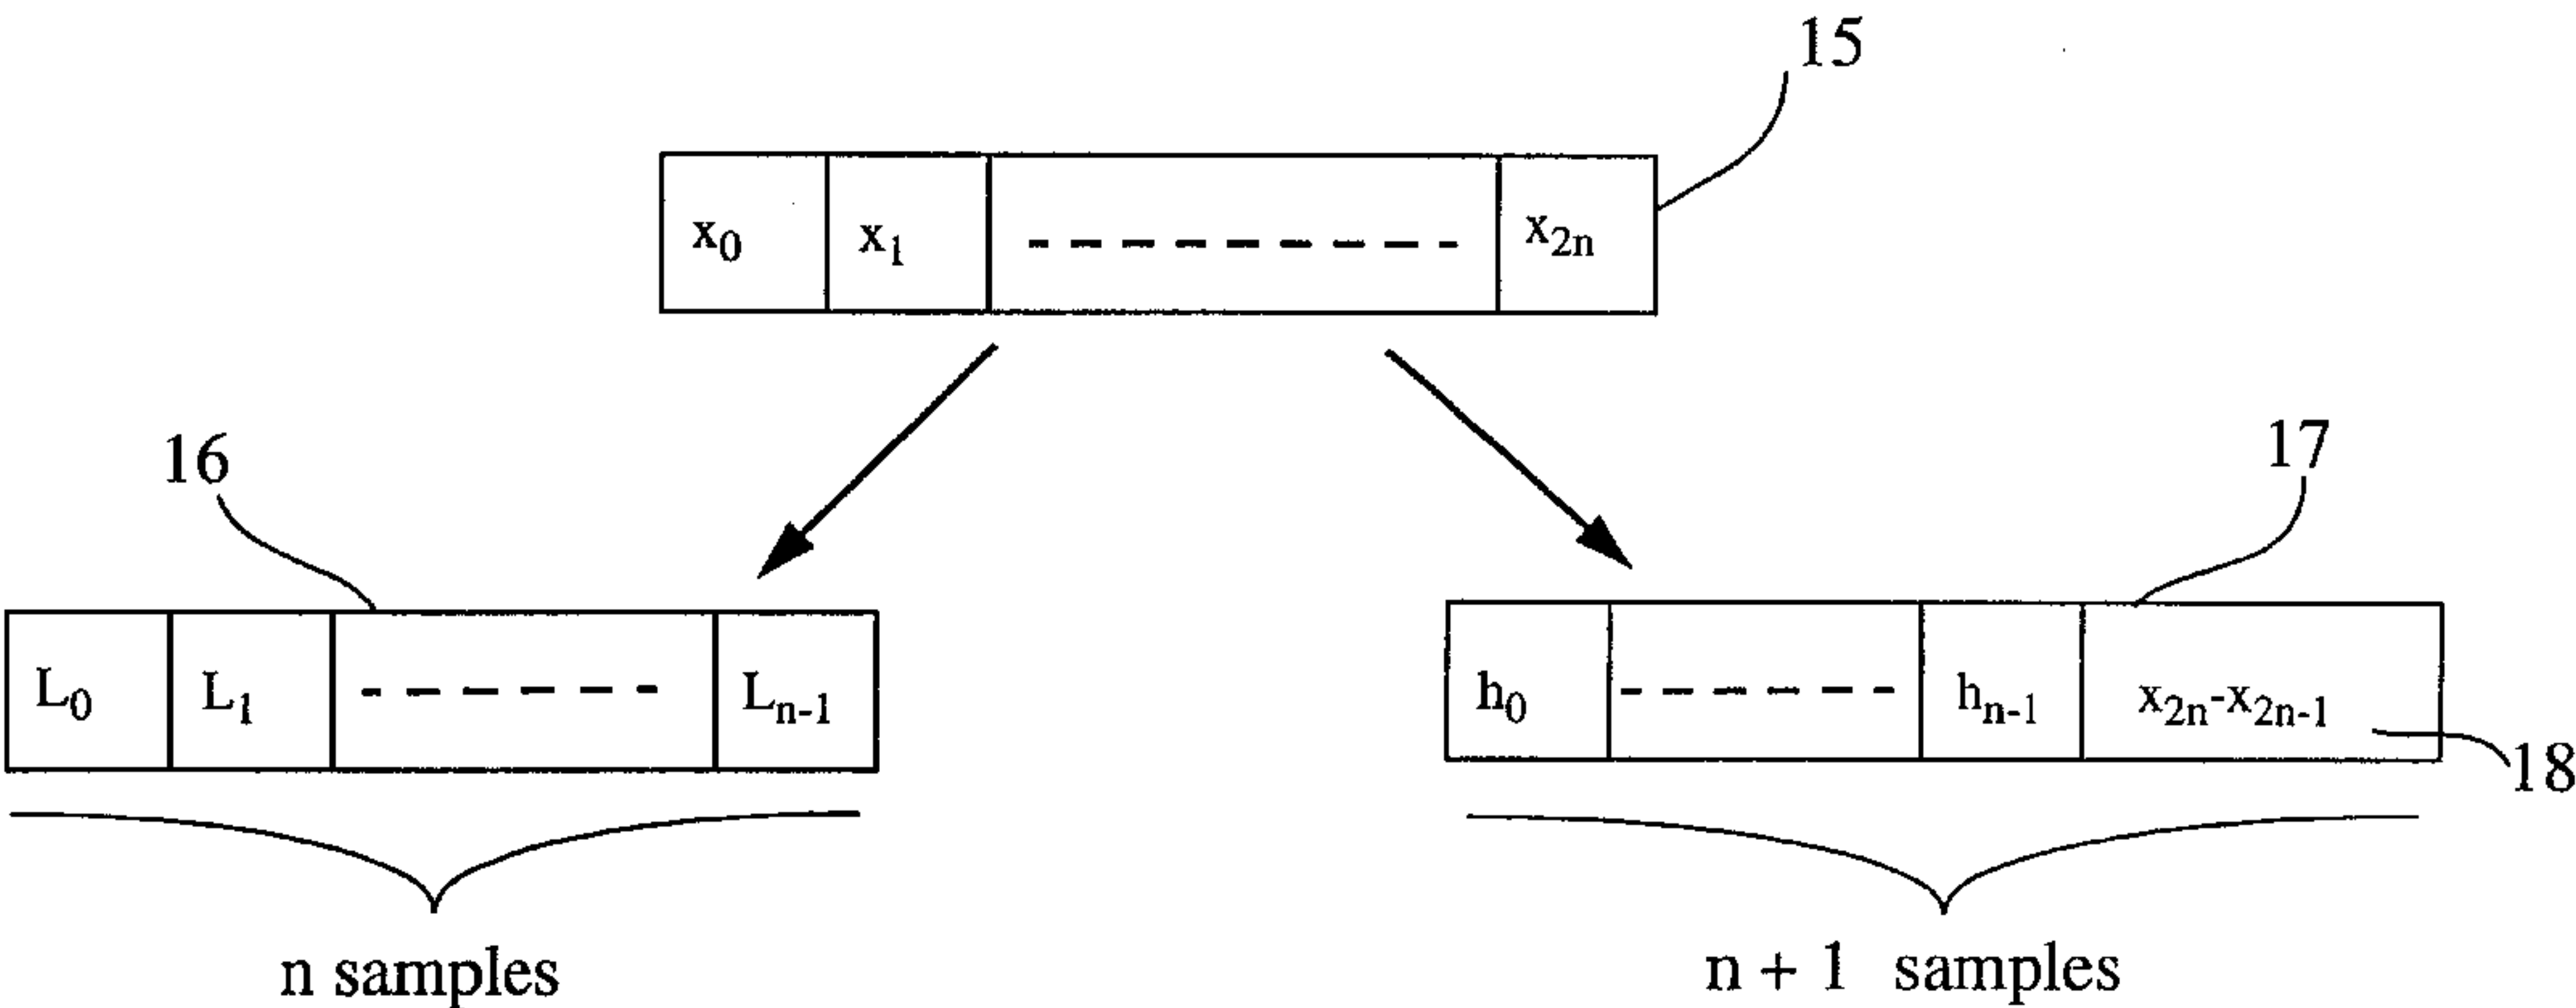 15
x₀ x₁ x₂ₙ
16
17
L₀ L₁ Lₙ₋₁
h₀ hₙ₋₁ x₂ₙ-x₂ₙ₋₁
18
n samples
n + 1 samples